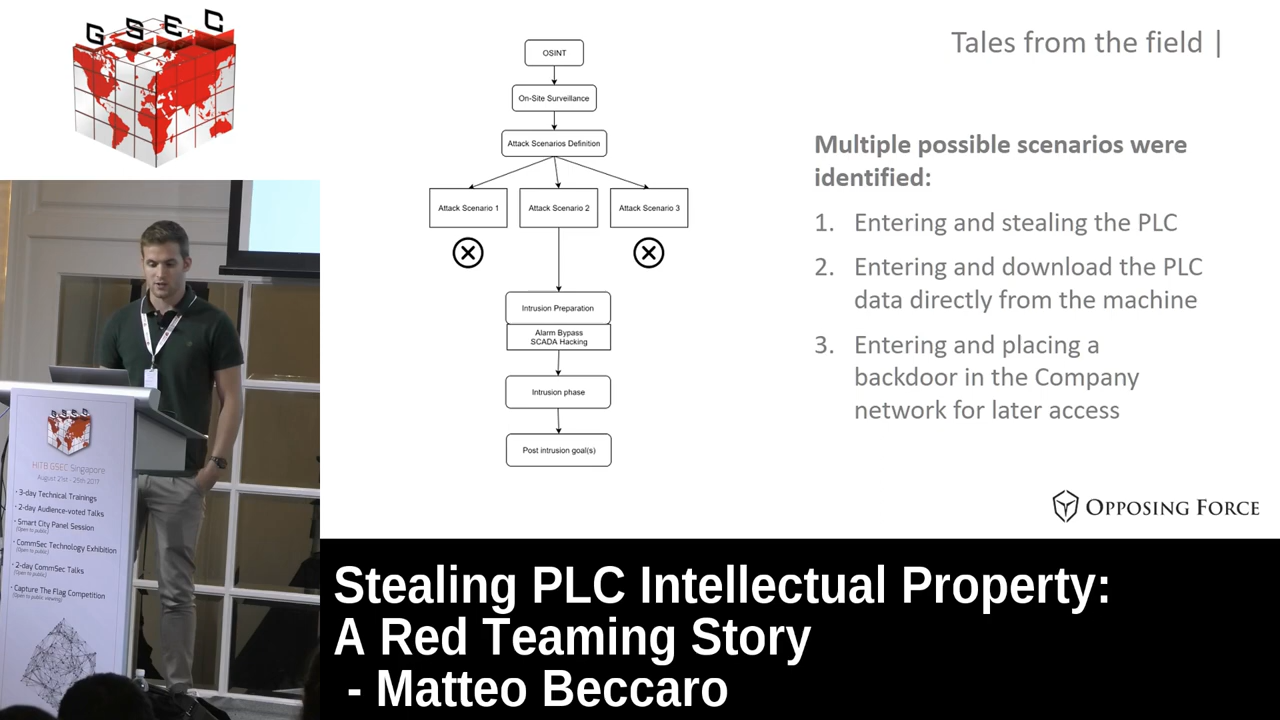 GSEC
OSINT
On-Site Surveillance
Attack Scenarios Definition
Attack Scenario 1
Attack Scenario 2
Attack Scenario 3
Intrusion Preparation
Alarm Bypass
SCADA Hacking
Intrusion phase
Post intrusion goal(s)
Tales from the field |
Multiple possible scenarios were
identified:
1. Entering and stealing the PLC
2. Entering and download the PLC
data directly from the machine
3. Entering and placing a
backdoor in the Company
network for later access
OPPOSING FORCE
GSEC
HITB GSEC Singapore
August 21st - 25th 2017
• 3-day Technical Trainings
• 2-day Audience-voted Talks
• Smart City Panel Session
(Open to public)
• CommSec Technology Exhibition
(Open to public)
• 2-day CommSec Talks
(Open to public)
• Capture The Flag Competition
(Open to public viewing)
Stealing PLC Intellectual Property:
A Red Teaming Story
- Matteo Beccaro